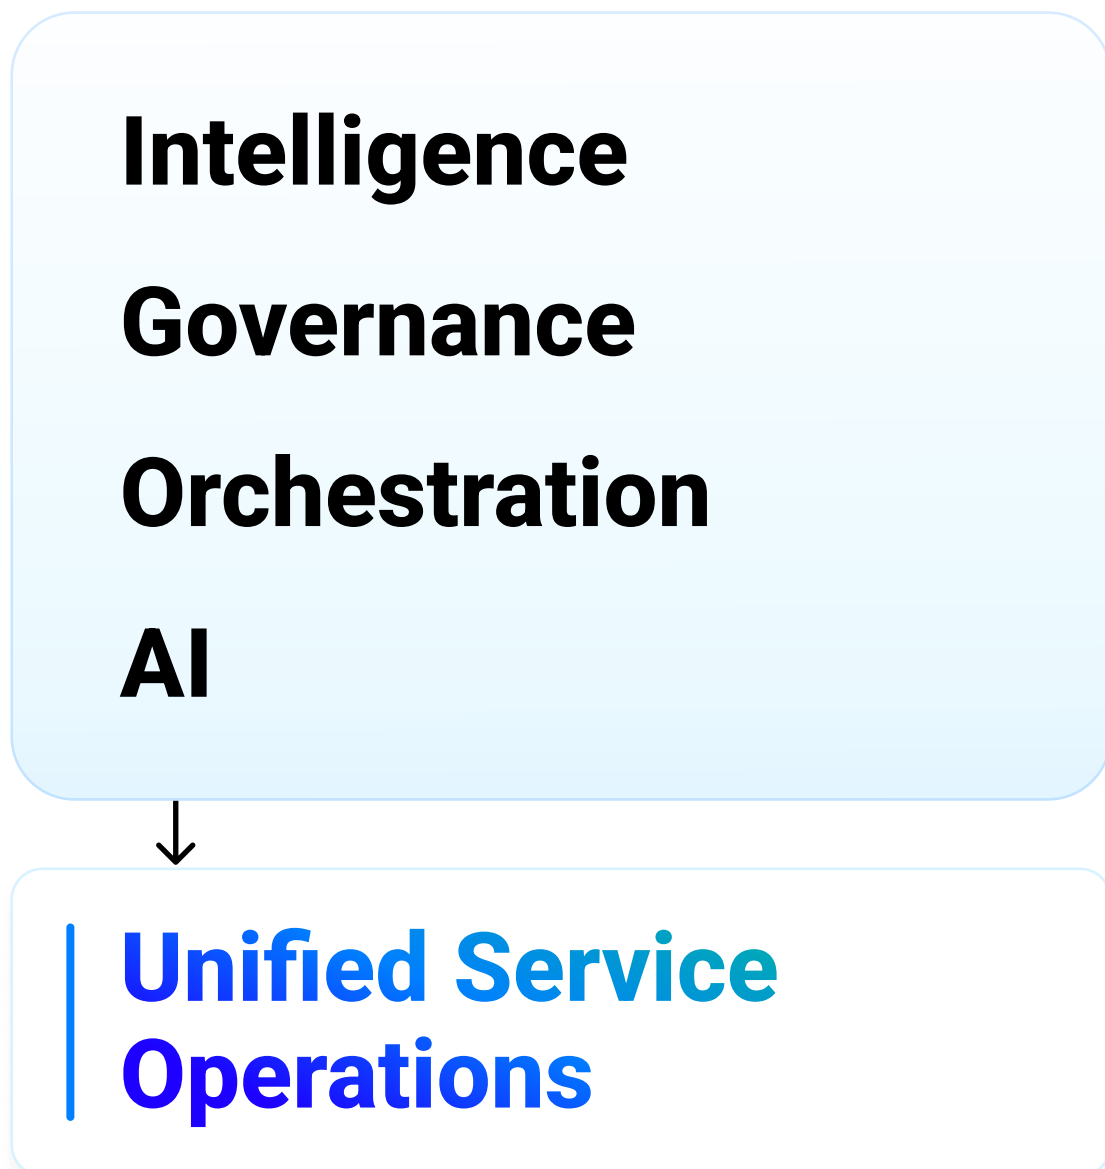 Intelligence
Governance
Orchestration
AI
Unified Service
Operations